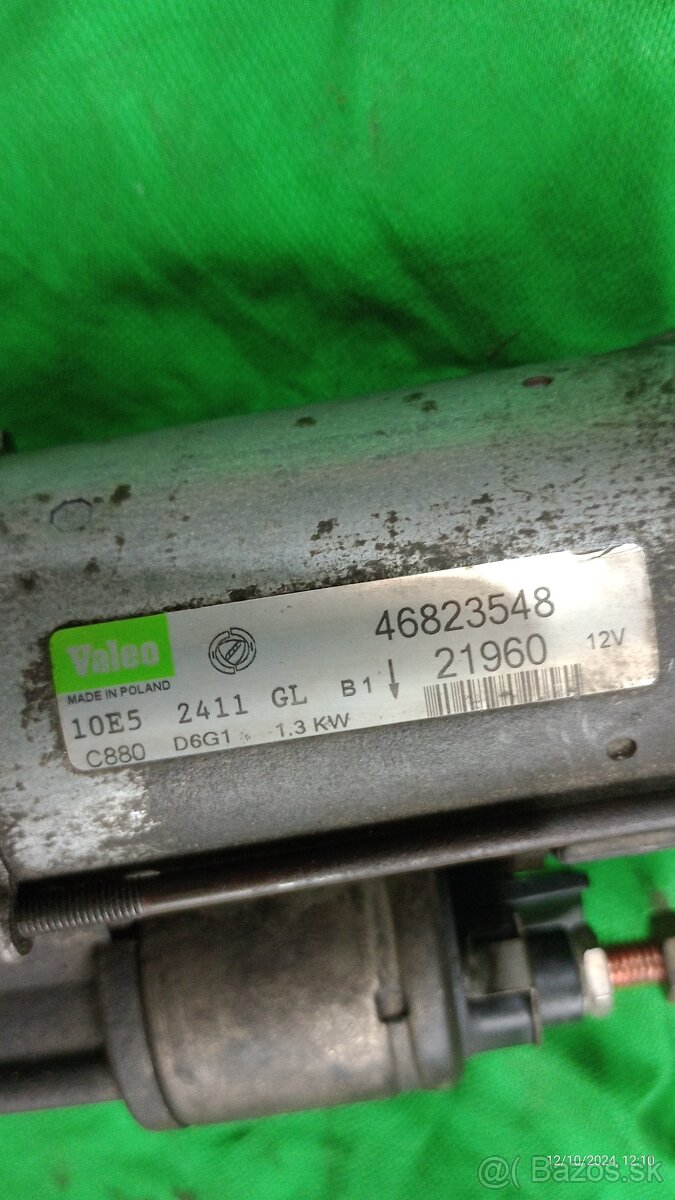 Valeo
MADE IN POLAND
46823548
21960
12V
10E5 2411 GL
B1
C880 D6G1 1.3 KW
12/10/2024, 12:10
@Bazos.sk